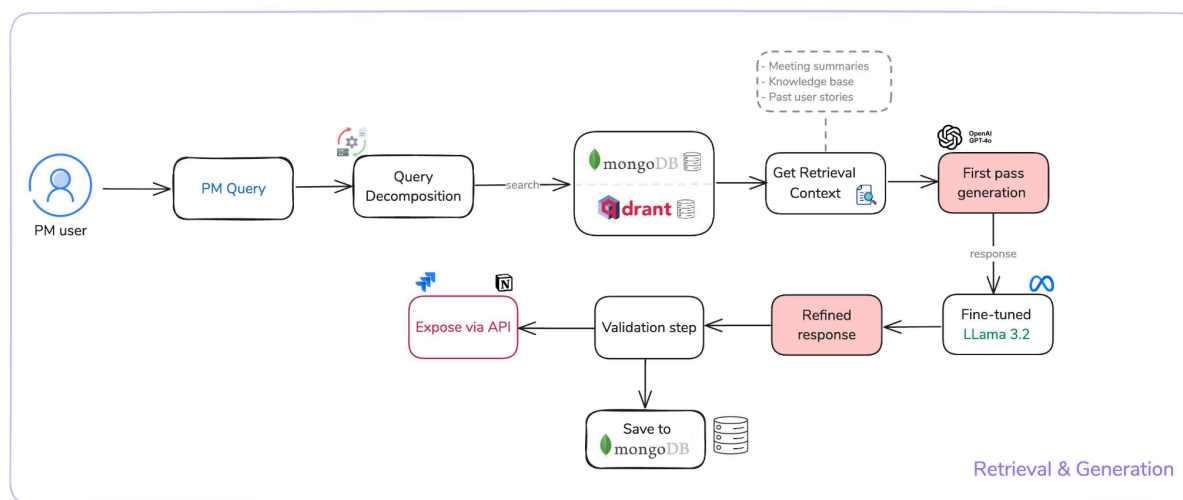 - Meeting summaries
- Knowledge base
- Past user stories
OpenAI
GPT-4o
PM user
PM Query
Query
Decomposition
search
mongoDB
qdrant
Get Retrieval
Context
First pass
generation
response
Fine-tuned
LLama 3.2
Refined
response
Validation step
N
Expose via API
Save to
mongoDB
Retrieval & Generation